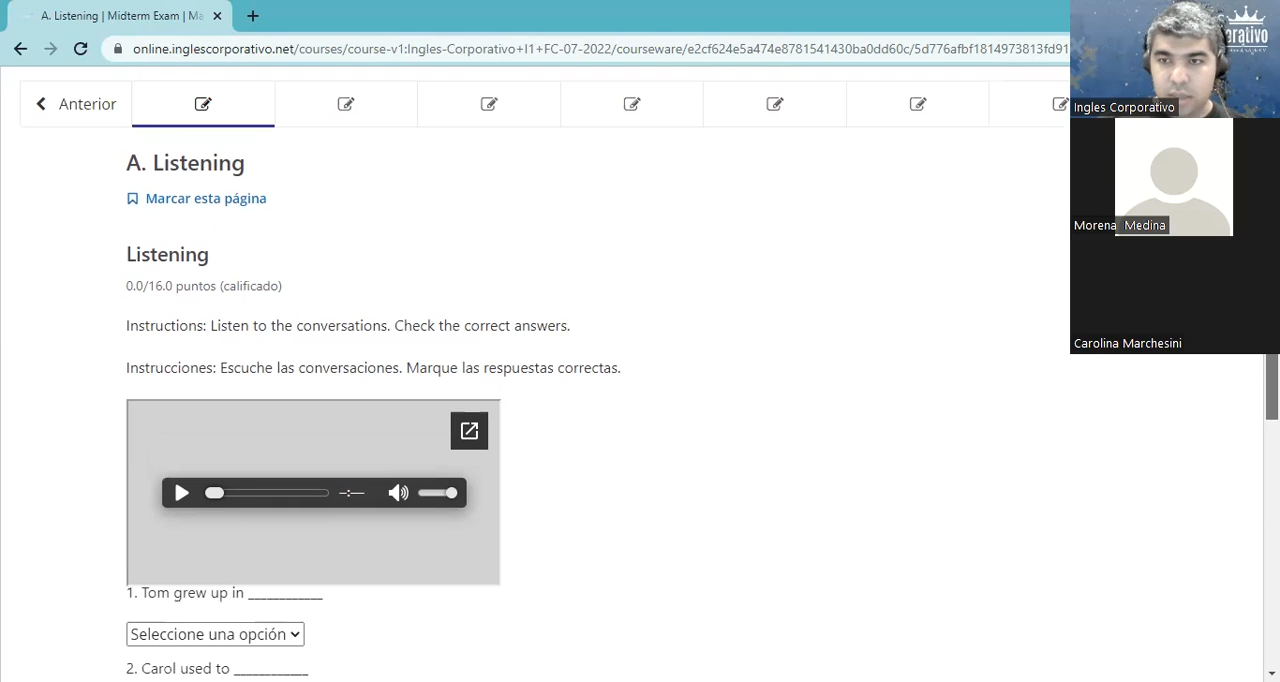 A. Listening | Midterm Exam | Ma
online.inglescorporativo.net/courses/course-v1:Ingles-Corporativo+I1+FC-07-2022/courseware/e2cf624e5a474e8781541430ba0dd60c/5d776afbf1814973813fd91
Anterior
A. Listening
Marcar esta página
Listening
0.0/16.0 puntos (calificado)
Instructions: Listen to the conversations. Check the correct answers.
Instrucciones: Escuche las conversaciones. Marque las respuestas correctas.
-:--
1. Tom grew up in ____________
Seleccione una opción
2. Carol used to ____________
orativo
Ingles Corporativo
Morena Medina
Carolina Marchesini